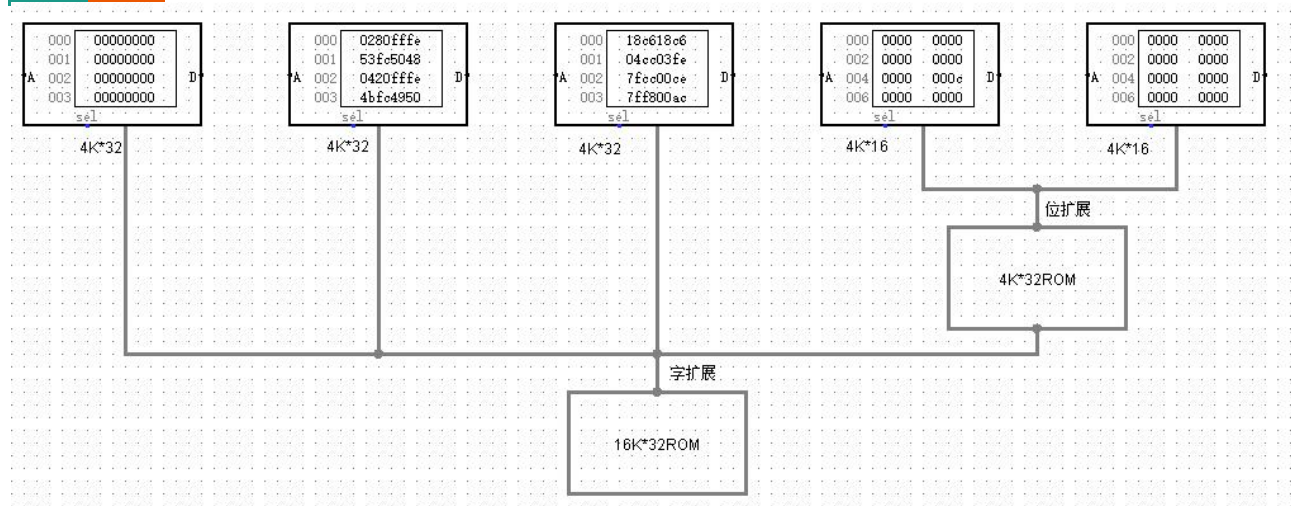 000 00000000
001 00000000
A 002 00000000 D
003 00000000
sel
4K*32
000 0280fffe
001 53fc5048
A 002 0420fffe D
003 4bfc4950
sel
4K*32
000 18c618c6
001 04cc03fe
A 002 7fcc00ce D
003 7ff800ac
sel
4K*32
000 0000 0000
002 0000 0000
A 004 0000 000c D
006 0000 0000
sel
4K*16
000 0000 0000
002 0000 0000
A 004 0000 0000 D
006 0000 0000
sel
4K*16
位扩展
4K*32ROM
字扩展
16K*32ROM